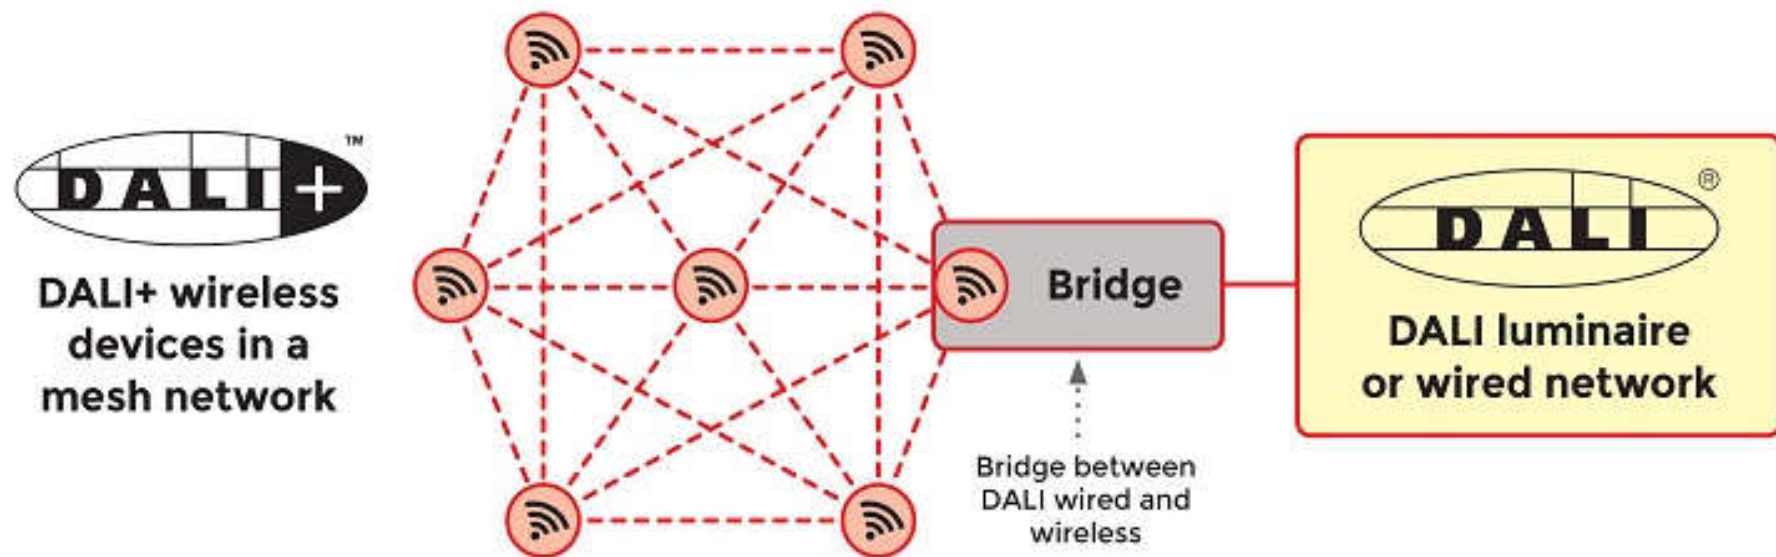 DALI+™
DALI+ wireless
devices in a
mesh network
Bridge
Bridge between
DALI wired and
wireless
DALI®
DALI luminaire
or wired network